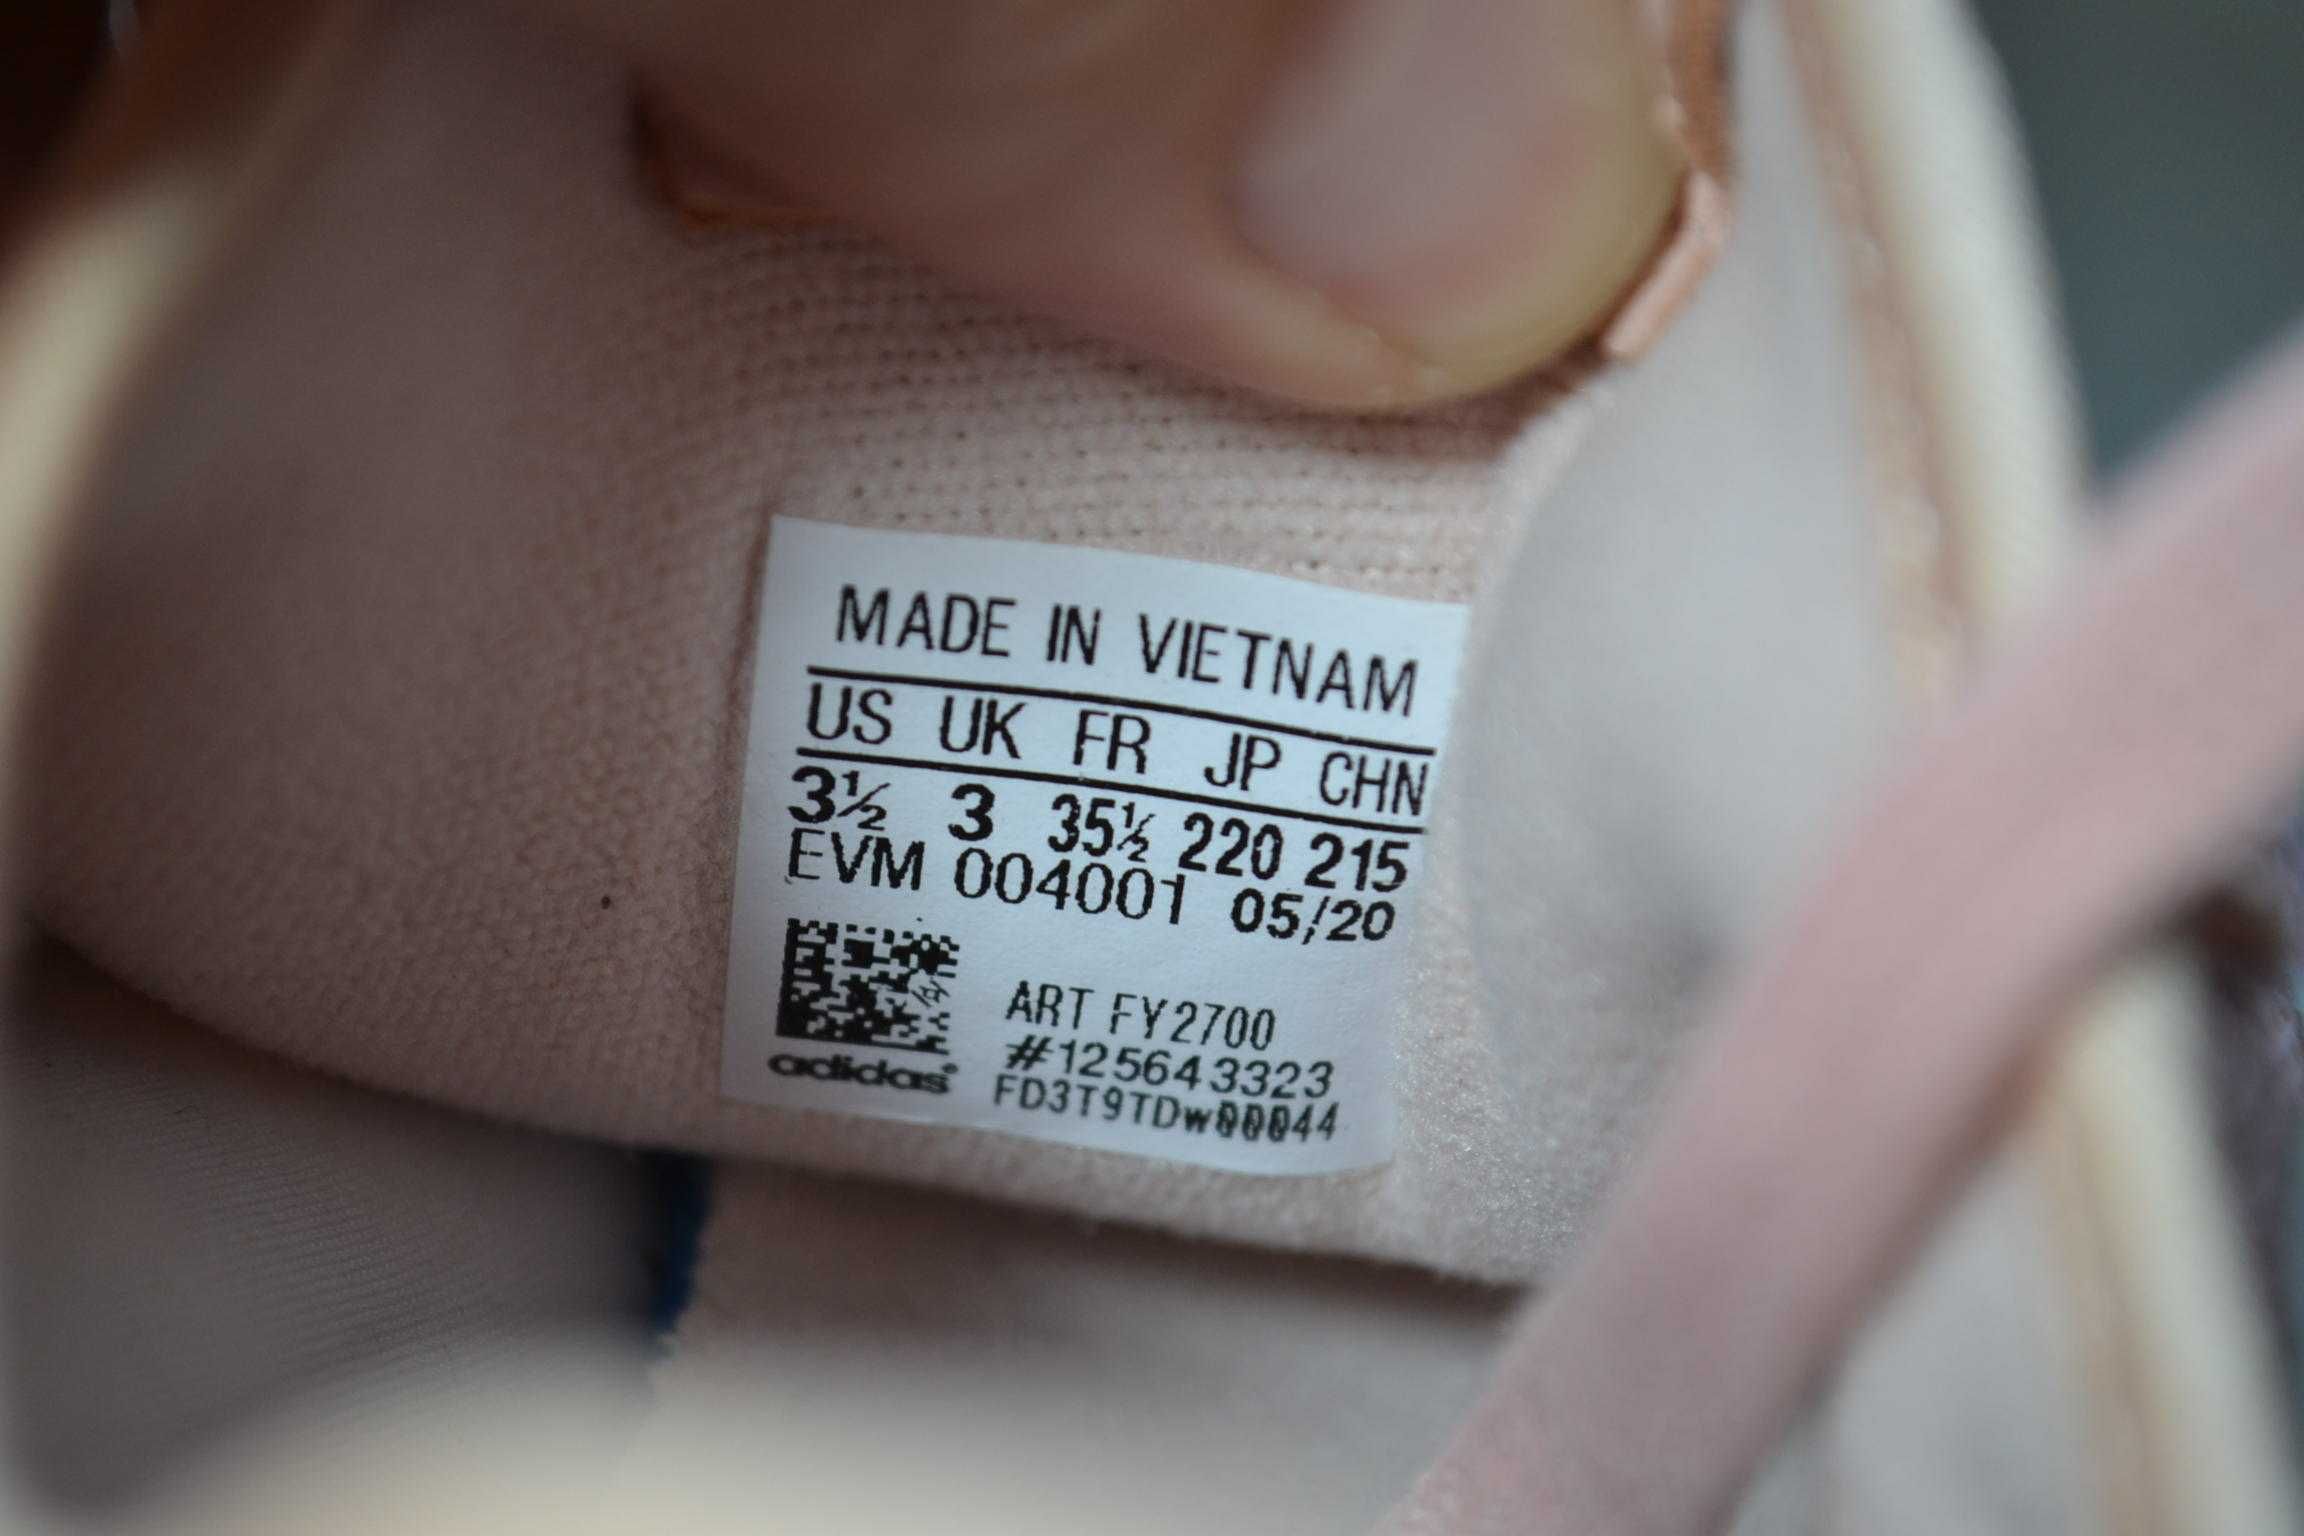 MADE IN VIETNAM
US UK FR JP CHN
3½ 3 35½ 220 215
EVM 004001 05/20
ART FY2700
#125643323
FD3T9TDW00044
adidas